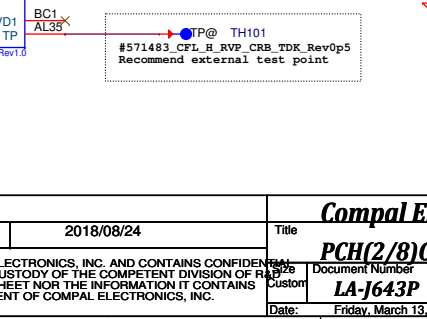 BC1
VD1
AL35
TP
TP@ TH101
Rev1.0
#571483_CFL_H_RVP_CRB_TDK_Rev0p5
Recommend external test point
Compal E
2018/08/24
Title
PCH(2/8)
LECTRONICS, INC. AND CONTAINS CONFIDENTIAL
USTODY OF THE COMPETENT DIVISION OF R&D
HEET NOR THE INFORMATION IT CONTAINS
ENT OF COMPAL ELECTRONICS, INC.
Size
Document Number
Custom
LA-J643P
Date: Friday, March 13,